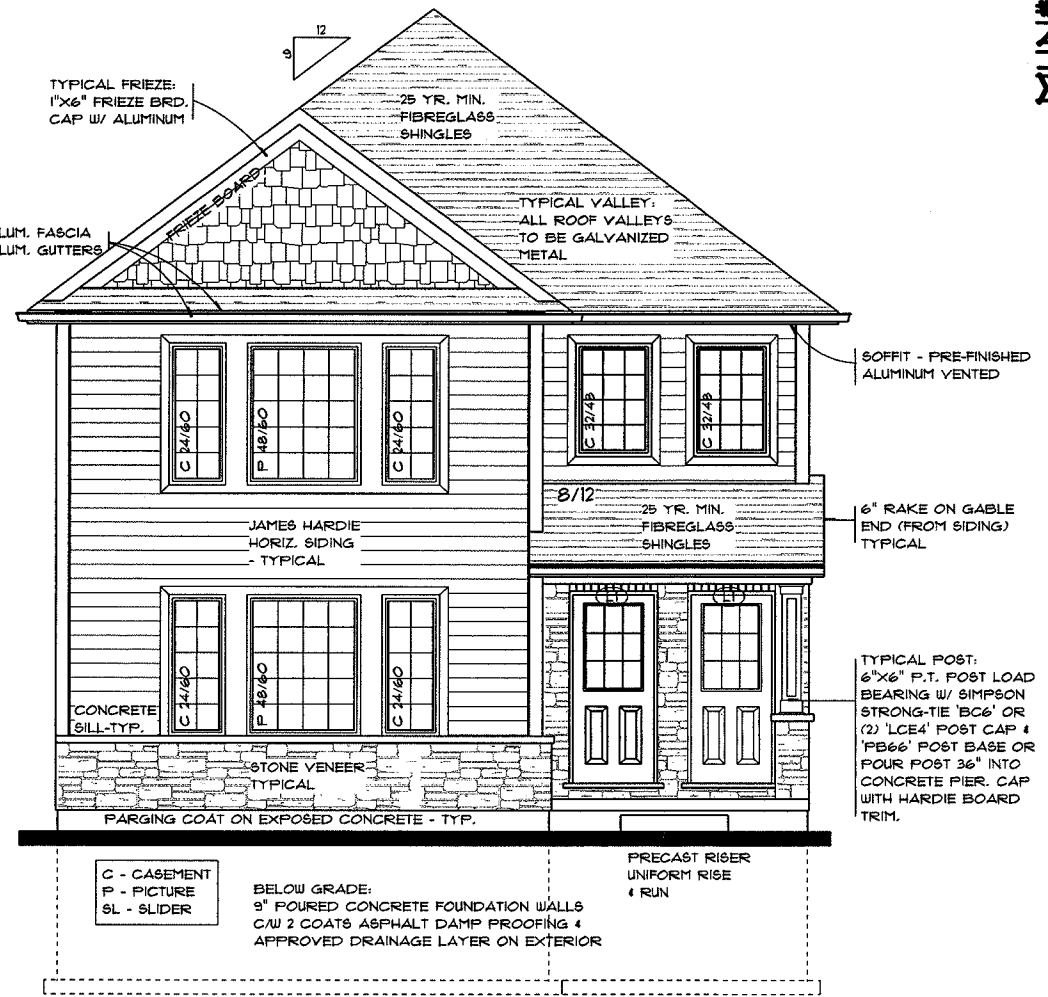 12
9
TYPICAL FRIEZE:
1"X6" FRIEZE BRD.
CAP W/ ALUMINUM
25 YR. MIN.
FIBREGLASS
SHINGLES
FRIEZE BOARD
TYPICAL VALLEY:
ALL ROOF VALLEYS
TO BE GALVANIZED
METAL
LUM. FASCIA
LUM. GUTTERS
SOFFIT - PRE-FINISHED
ALUMINUM VENTED
C 24/60
P 48/60
C 24/60
C 32/48
C 32/48
8/12
25 YR. MIN.
FIBREGLASS
SHINGLES
6" RAKE ON GABLE
END (FROM SIDING)
TYPICAL
JAMES HARDIE
HORIZ. SIDING
- TYPICAL
L1
L1
C 24/60
P 48/60
C 24/60
TYPICAL POST:
6"X6" P.T. POST LOAD
BEARING W/ SIMPSON
STRONG-TIE 'BC6' OR
(2) 'LCE4' POST CAP &
'PB66' POST BASE OR
POUR POST 36" INTO
CONCRETE PIER. CAP
WITH HARDIE BOARD
TRIM.
CONCRETE
SILL-TYP.
STONE VENEER
TYPICAL
PARGING COAT ON EXPOSED CONCRETE - TYP.
C - CASEMENT
P - PICTURE
SL - SLIDER
BELOW GRADE:
9" POURED CONCRETE FOUNDATION WALLS
C/W 2 COATS ASPHALT DAMP PROOFING &
APPROVED DRAINAGE LAYER ON EXTERIOR
PRECAST RISER
UNIFORM RISE
& RUN